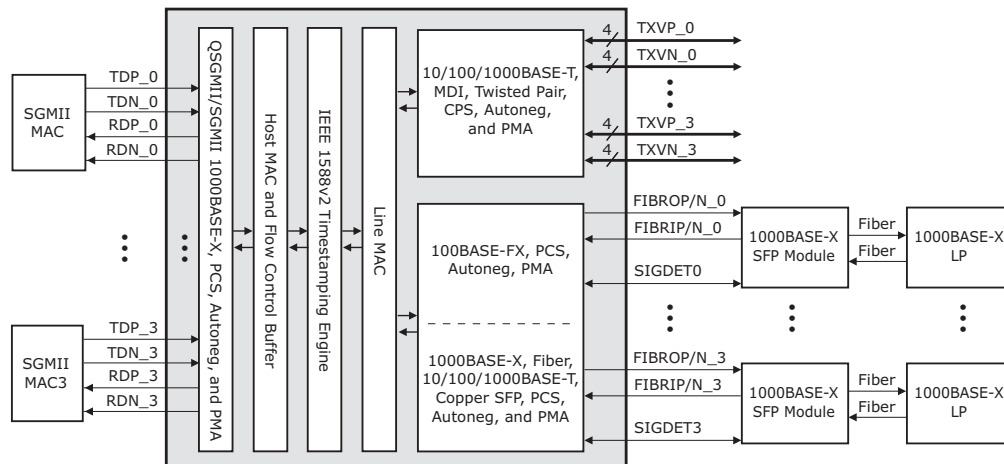 SGMII
MAC
TDP_0
TDN_0
RDP_0
RDN_0
SGMII
MAC3
TDP_3
TDN_3
RDP_3
RDN_3
QSGMII/SGMII 1000BASE-X, PCS, Autoneg, and PMA
Host MAC and Flow Control Buffer
IEEE 1588v2 Timestamping Engine
Line MAC
10/100/1000BASE-T,
MDI, Twisted Pair,
CPS, Autoneg,
and PMA
4 TXVP_0
4 TXVN_0
4 TXVP_3
4 TXVN_3
100BASE-FX, PCS,
Autoneg, PMA
1000BASE-X, Fiber,
10/100/1000BASE-T,
Copper SFP, PCS,
Autoneg, and PMA
FIBROP/N_0
FIBRIP/N_0
SIGDET0
1000BASE-X
SFP Module
Fiber
Fiber
1000BASE-X
LP
FIBROP/N_3
FIBRIP/N_3
SIGDET3
1000BASE-X
SFP Module
Fiber
Fiber
1000BASE-X
LP